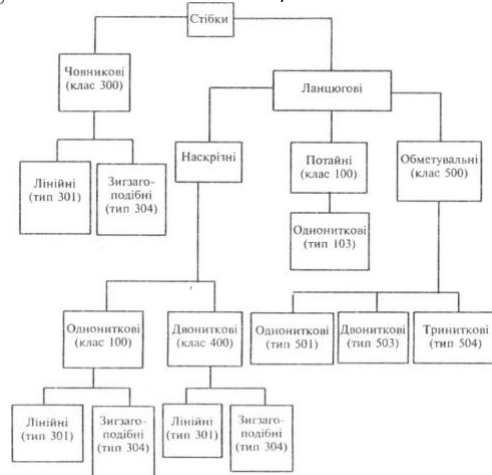 Стібки
Човникові
(клас 300)
Ланцюгові
Лінійні
(тип 301)
Зигзаго-
подібні
(тип 304)
Наскрізні
Потайні
(клас 100)
Обметувальні
(клас 500)
Однониткові
(тип 103)
Однониткові
(клас 100)
Двониткові
(клас 400)
Однониткові
(тип 501)
Двониткові
(тип 503)
Триниткові
(тип 504)
Лінійні
(тип 301)
Зигзаго-
подібні
(тип 304)
Лінійні
(тип 301)
Зигзаго-
подібні
(тип 304)